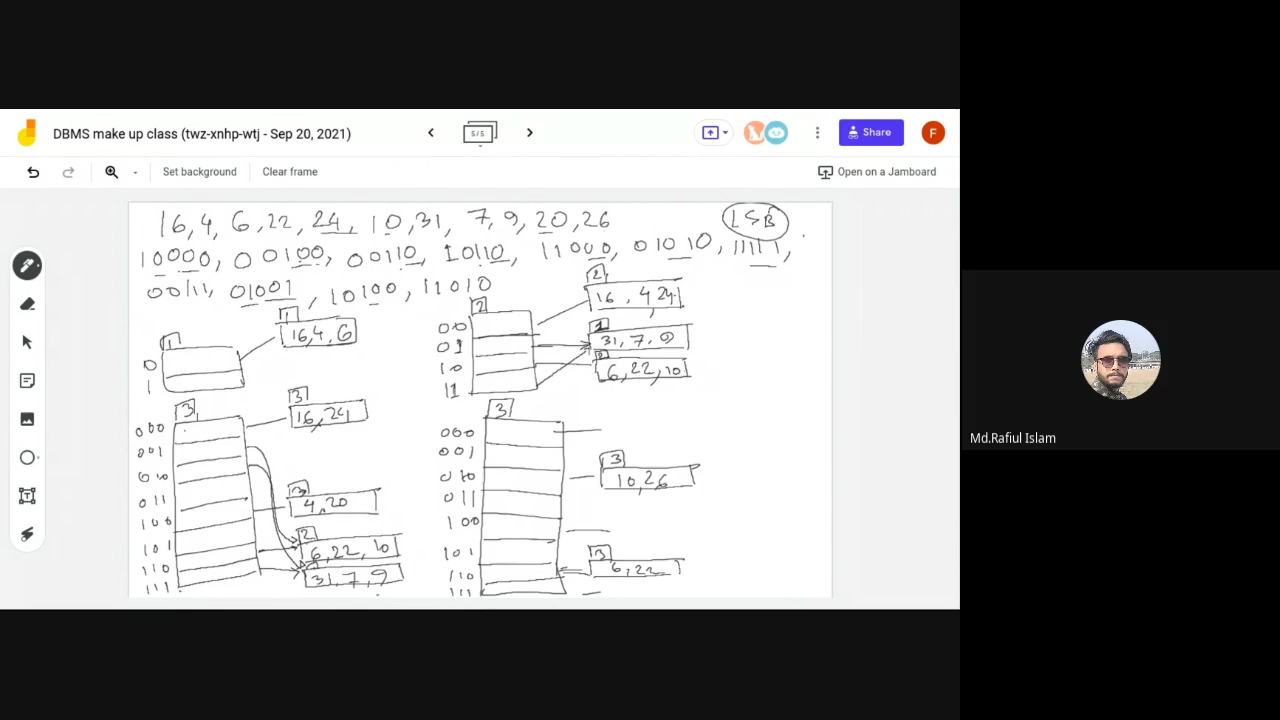 DBMS make up class (twz-xnhp-wtj - Sep 20, 2021)
5/5
Share
F
Set background
Clear frame
Open on a Jamboard
16, 4, 6, 22, 24, 10, 31, 7, 9, 20, 26
LSB
10000, 00100, 00110, 10110, 11000, 01010, 11111,
00111, 01001, 10100, 11010
1
0
1
1
16, 4, 6
2
00
01
10
11
2
16, 4, 24
1
31, 7, 9
2
6, 22, 10
3
000
001
010
011
100
101
110
111
3
16, 24
3
4, 20
2
6, 22, 10
31, 7, 9
3
000
001
010
011
100
101
110
111
3
10, 26
3
6, 22
Md.Rafiul Islam